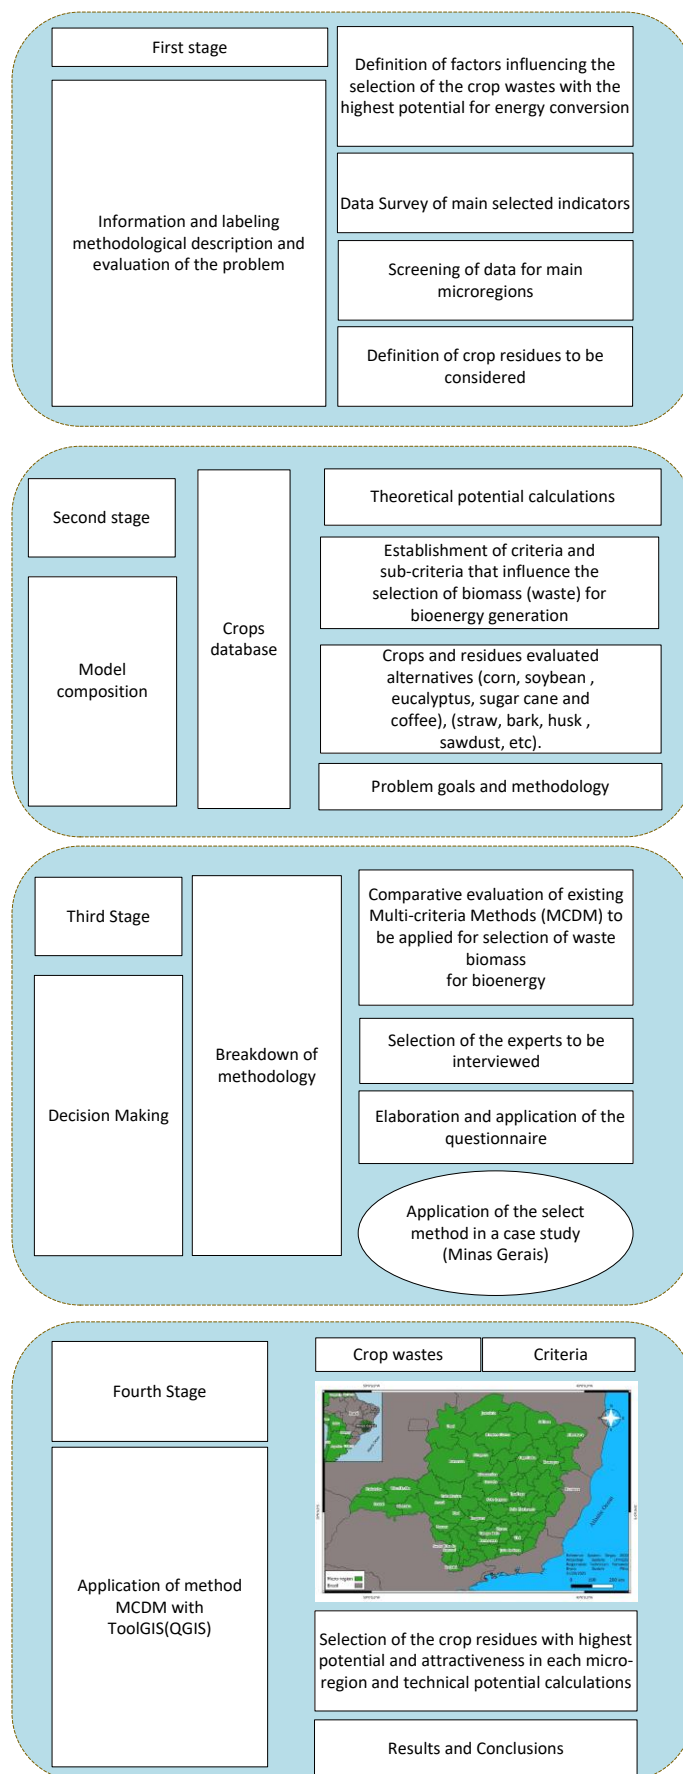 First stage
Information and labeling
methodological description and
evaluation of the problem
Definition of factors influencing the
selection of the crop wastes with the
highest potential for energy conversion
Data Survey of main selected indicators
Screening of data for main
microregions
Definition of crop residues to be
considered
Second stage
Model
composition
Crops
database
Theoretical potential calculations
Establishment of criteria and
sub-criteria that influence the
selection of biomass (waste) for
bioenergy generation
Crops and residues evaluated
alternatives (corn, soybean ,
eucalyptus, sugar cane and
coffee), (straw, bark, husk ,
sawdust, etc).
Problem goals and methodology
Third Stage
Decision Making
Breakdown of
methodology
Comparative evaluation of existing
Multi-criteria Methods (MCDM) to
be applied for selection of waste
biomass
for bioenergy
Selection of the experts to be
interviewed
Elaboration and application of the
questionnaire
Application of the select
method in a case study
(Minas Gerais)
Fourth Stage
Application of method
MCDM with
ToolGIS(QGIS)
Crop wastes
Criteria
Atlantic Ocean
Micro-regions
Brazil
Selection of the crop residues with highest
potential and attractiveness in each micro-
region and technical potential calculations
Results and Conclusions